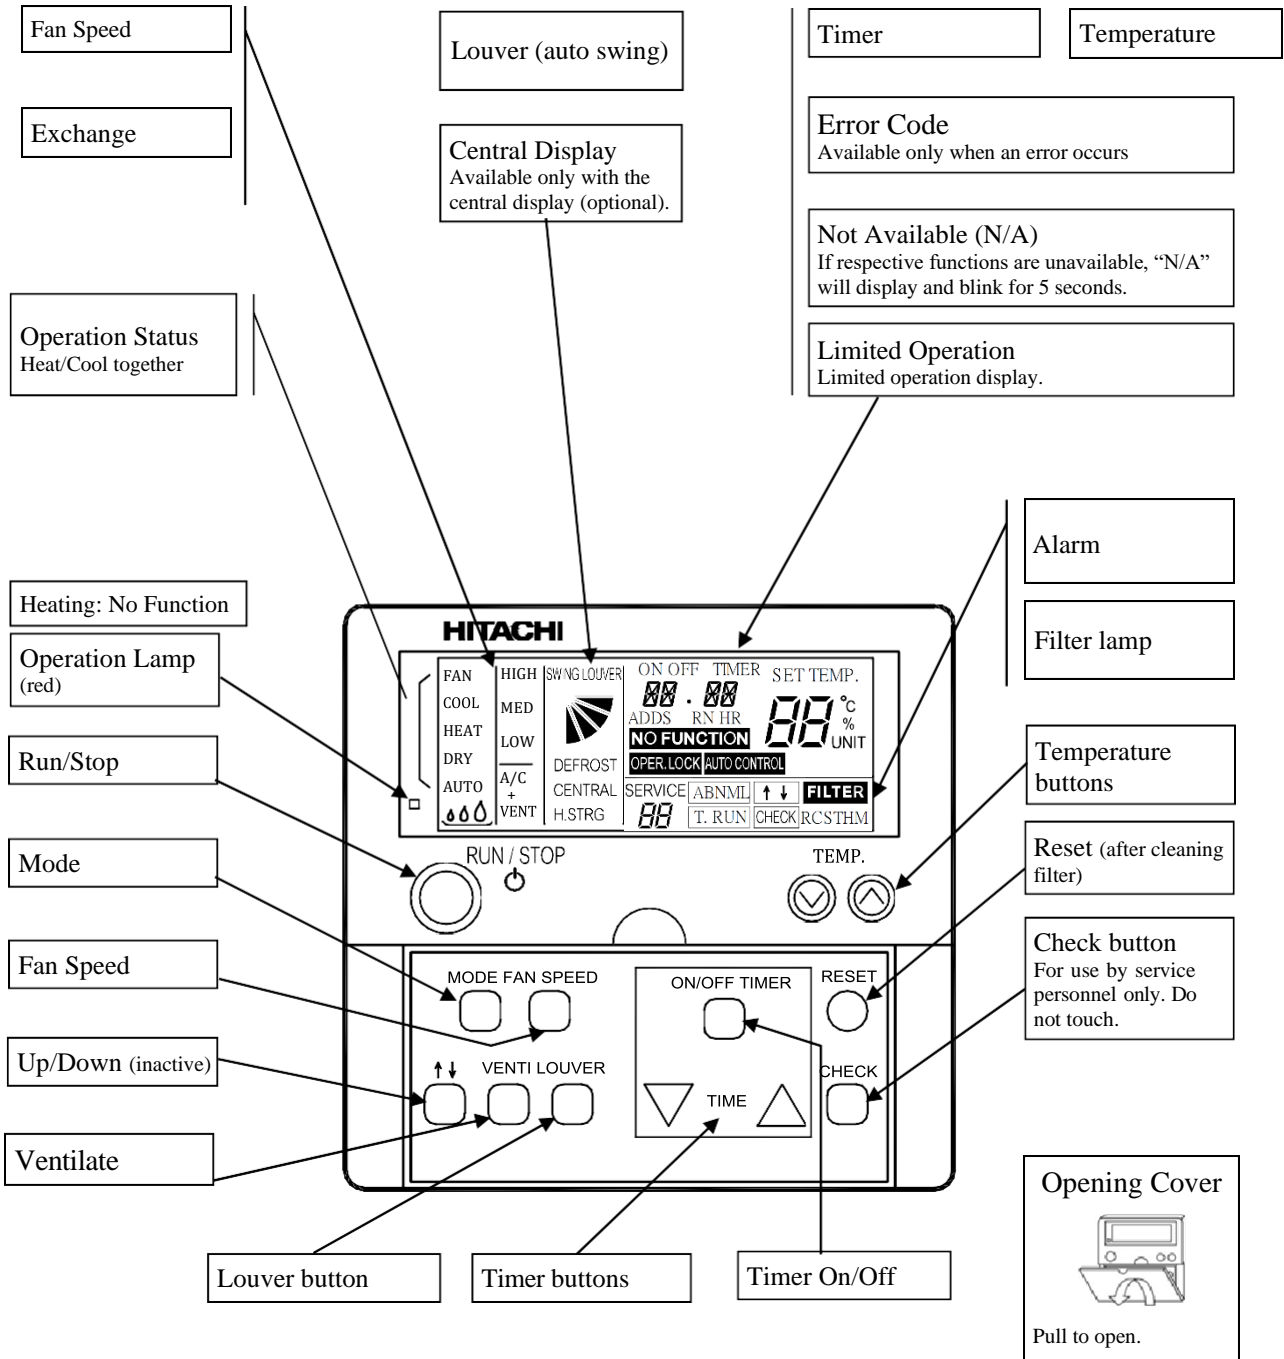 Fan Speed
Exchange
Louver (auto swing)
Central Display
Available only with the
central display (optional).
Timer
Temperature
Error Code
Available only when an error occurs
Not Available (N/A)
If respective functions are unavailable, “N/A”
will display and blink for 5 seconds.
Limited Operation
Limited operation display.
Operation Status
Heat/Cool together
Alarm
Filter lamp
Heating: No Function
Operation Lamp
(red)
Run/Stop
Mode
Fan Speed
Up/Down (inactive)
Ventilate
HITACHI
FAN
COOL
HEAT
DRY
AUTO
HIGH
MED
LOW
A/C
+
VENT
SWING LOUVER
DEFROST
CENTRAL
H.STRG
ON OFF TIMER
88 . 88
ADDS RN HR
NO FUNCTION
OPER.LOCK AUTO CONTROL
SET TEMP.
88
°C
%
UNIT
SERVICE ABNML ↑ ↓ FILTER
88 T. RUN CHECK RCSTHM
RUN / STOP
TEMP.
MODE FAN SPEED
↑↓ VENTI LOUVER
ON/OFF TIMER
TIME
RESET
CHECK
Temperature
buttons
Reset (after cleaning
filter)
Check button
For use by service
personnel only. Do
not touch.
Louver button
Timer buttons
Timer On/Off
Opening Cover
Pull to open.